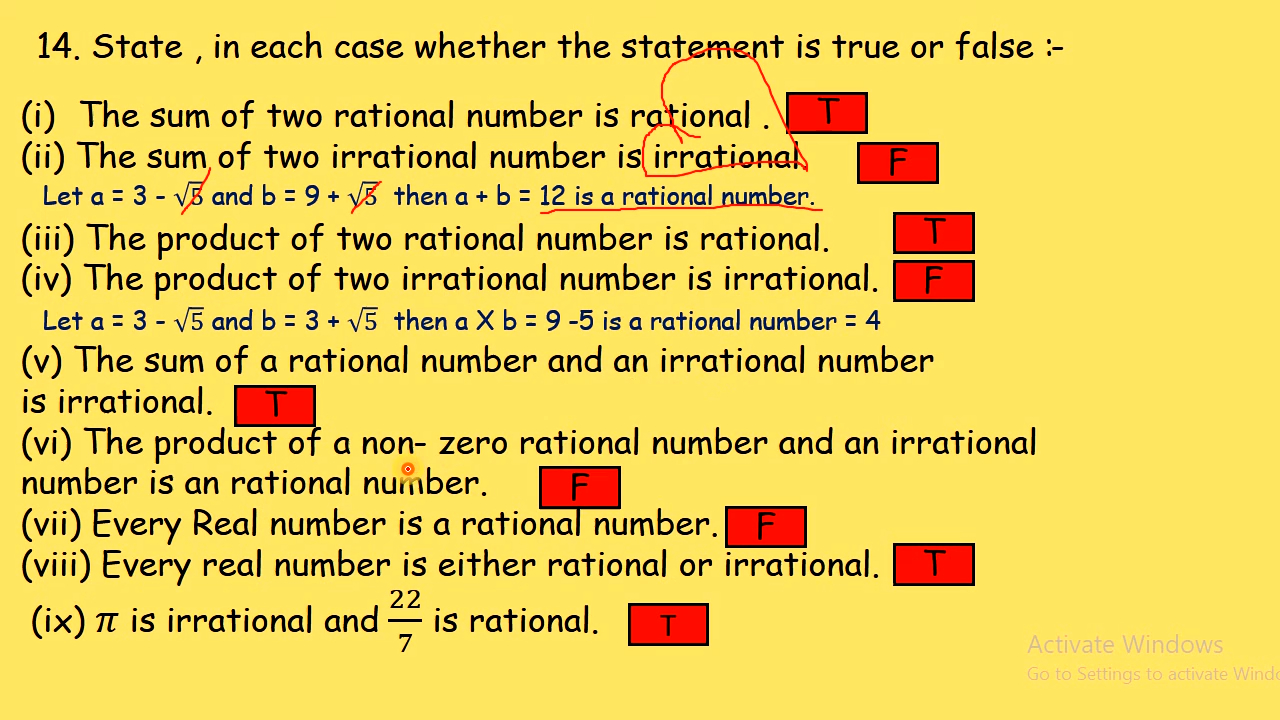 14. State , in each case whether the statement is true or false :-
(i) The sum of two rational number is rational . T
(ii) The sum of two irrational number is irrational. F
Let a = 3 - √5 and b = 9 + √5 then a + b = 12 is a rational number.
(iii) The product of two rational number is rational. T
(iv) The product of two irrational number is irrational. F
Let a = 3 - √5 and b = 3 + √5 then a X b = 9 -5 is a rational number = 4
(v) The sum of a rational number and an irrational number
is irrational. T
(vi) The product of a non- zero rational number and an irrational
number is an rational number. F
(vii) Every Real number is a rational number. F
(viii) Every real number is either rational or irrational. T
(ix) π is irrational and 22/7 is rational. T
Activate Windows
Go to Settings to activate Windo